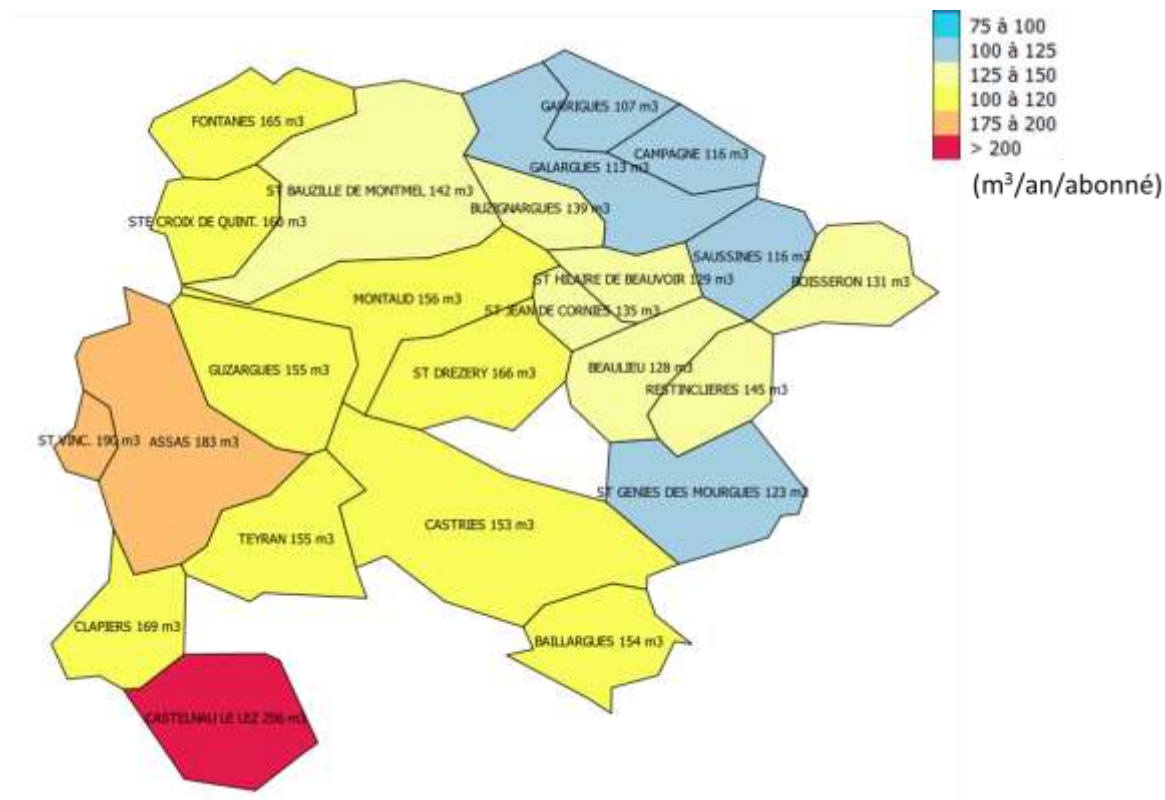 75 à 100
100 à 125
125 à 150
100 à 120
175 à 200
> 200
(m³/an/abonné)
GARRIGUES 107 m3
FONTANES 165 m3
CAMPAGNE 116 m3
GALARGUES 113 m3
ST BAUZILLE DE MONTMEL 142 m3
BUZIGNARGUES 139 m3
STE CROIX DE QUINT. 160 m3
SAUSSINES 116 m3
ST HILAIRE DE BEAUVOIR 129 m3
BOISSERON 131 m3
MONTAUD 156 m3
ST JEAN DE CORNIES 135 m3
GUZARGUES 155 m3
ST DREZERY 166 m3
BEAULIEU 128 m3
RESTINCLIERES 145 m3
ST VINC. 190 m3
ASSAS 183 m3
ST GENIES DES MOURGUES 123 m3
CASTRIES 153 m3
TEYRAN 155 m3
CLAPIERS 169 m3
BAILLARGUES 154 m3
CASTELNAU LE LEZ m3